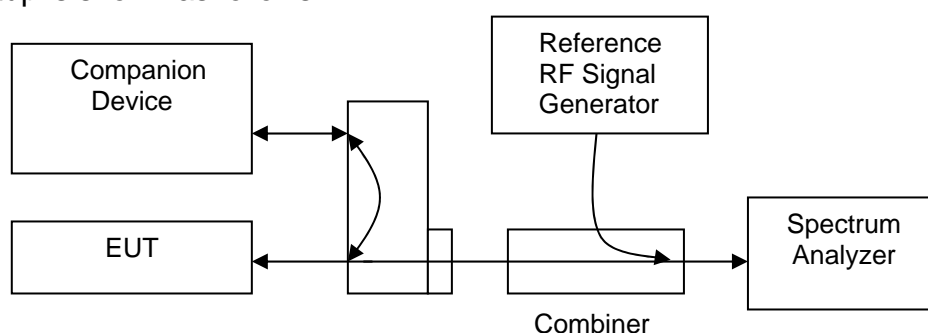 Companion
Device
EUT
Reference
RF Signal
Generator
Spectrum
Analyzer
Combiner